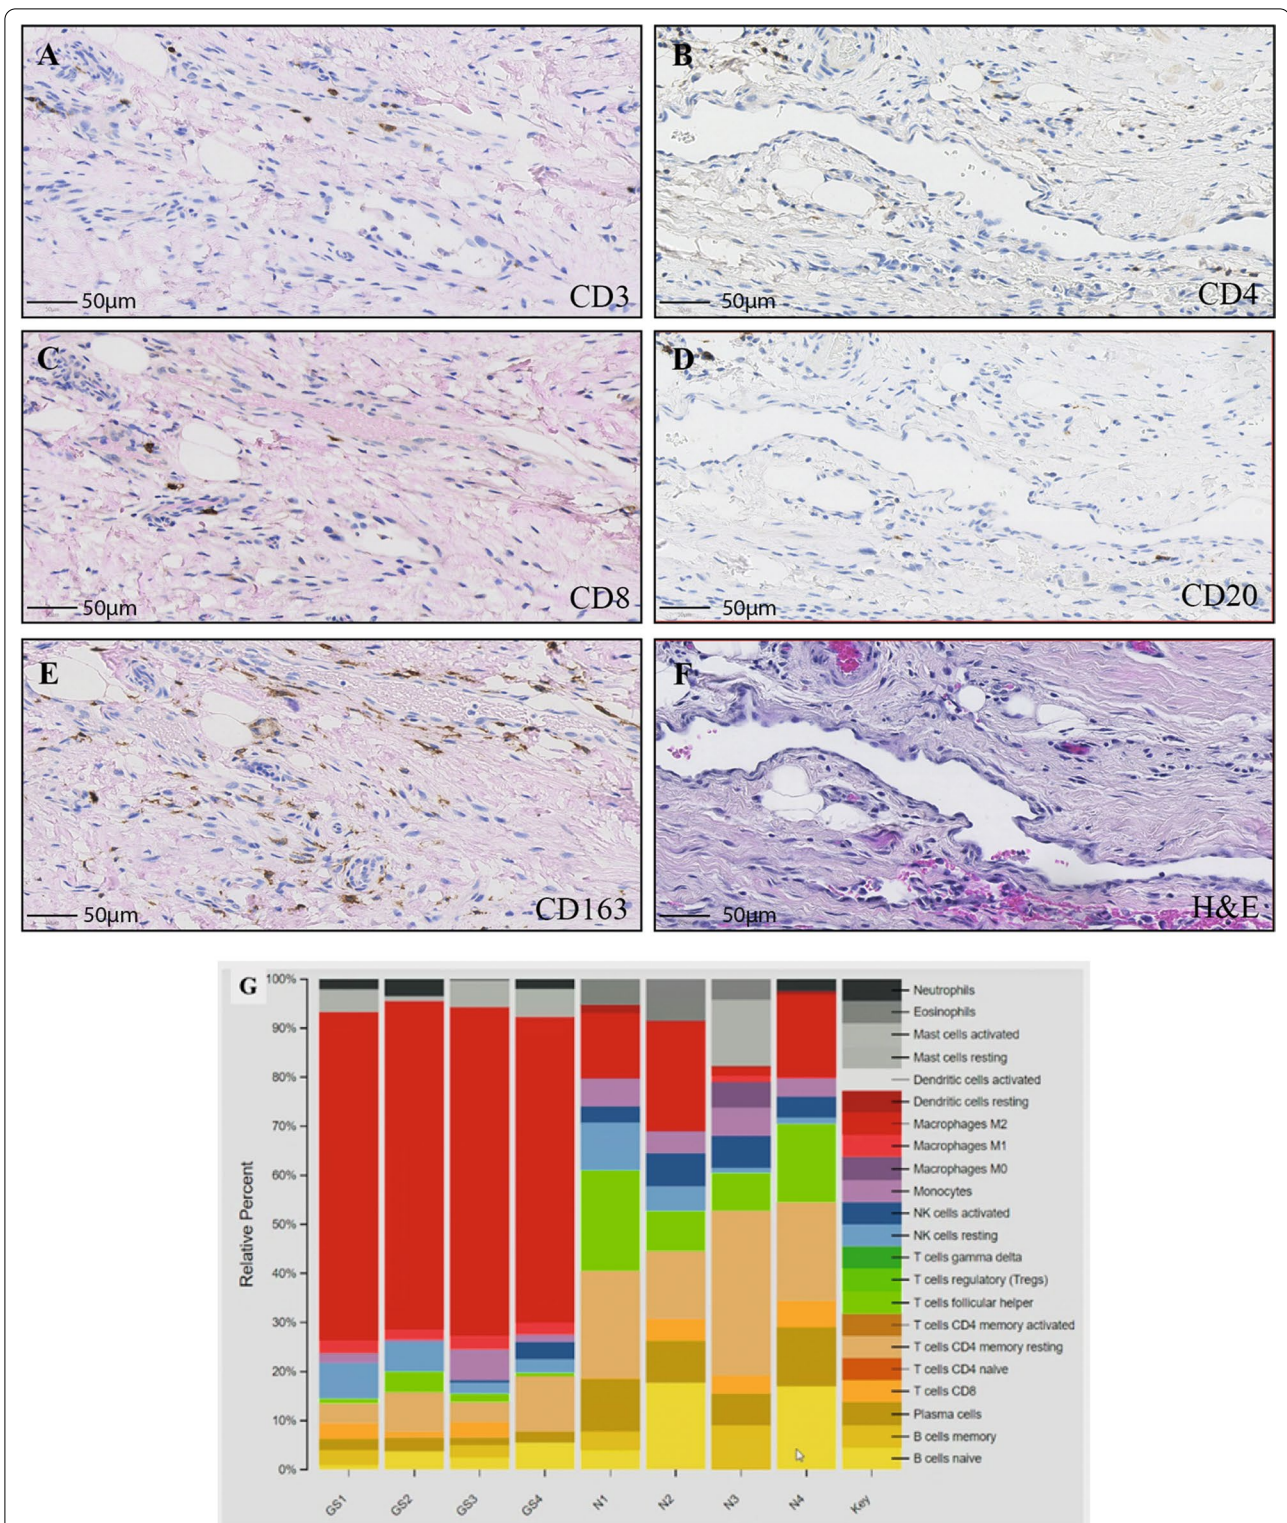 A
50µm
CD3
B
50µm
CD4
C
50µm
CD8
D
50µm
CD20
E
50µm
CD163
F
50µm
H&E
G
Relative Percent
100%
90%
80%
70%
60%
50%
40%
30%
20%
10%
0%
GS1
GS2
GS3
GS4
N1
N2
N3
N4
Key
Neutrophils
Eosinophils
Mast cells activated
Mast cells resting
Dendritic cells activated
Dendritic cells resting
Macrophages M2
Macrophages M1
Macrophages M0
Monocytes
NK cells activated
NK cells resting
T cells gamma delta
T cells regulatory (Tregs)
T cells follicular helper
T cells CD4 memory activated
T cells CD4 memory resting
T cells CD4 naive
T cells CD8
Plasma cells
B cells memory
B cells naive